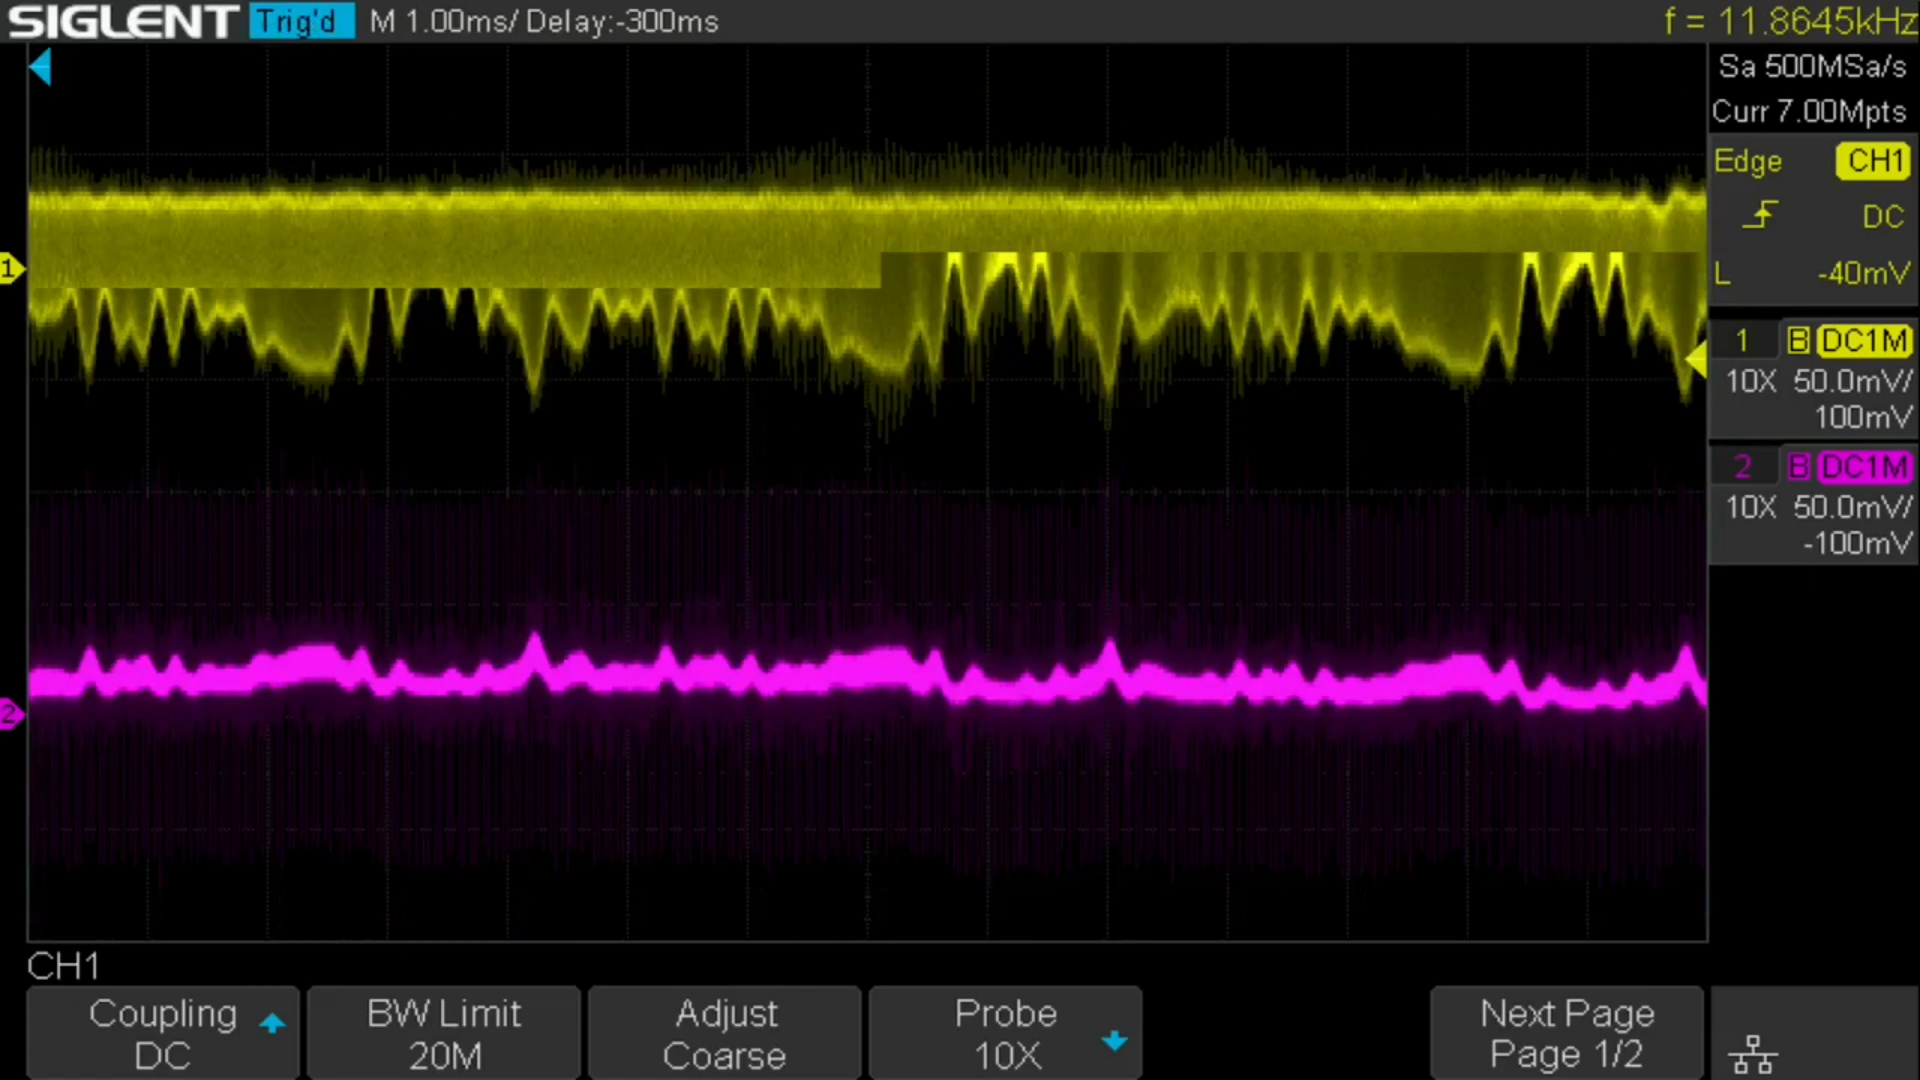 SIGLENT Trig'd M 1.00ms/ Delay:-300ms f = 11.8645kHz
Sa 500MSa/s
Curr 7.00Mpts
Edge CH1
DC
L -40mV
1 B DC1M
10X 50.0mV/
100mV
2 B DC1M
10X 50.0mV/
-100mV
1
2
CH1
Coupling
DC
BW Limit
20M
Adjust
Coarse
Probe
10X
Next Page
Page 1/2